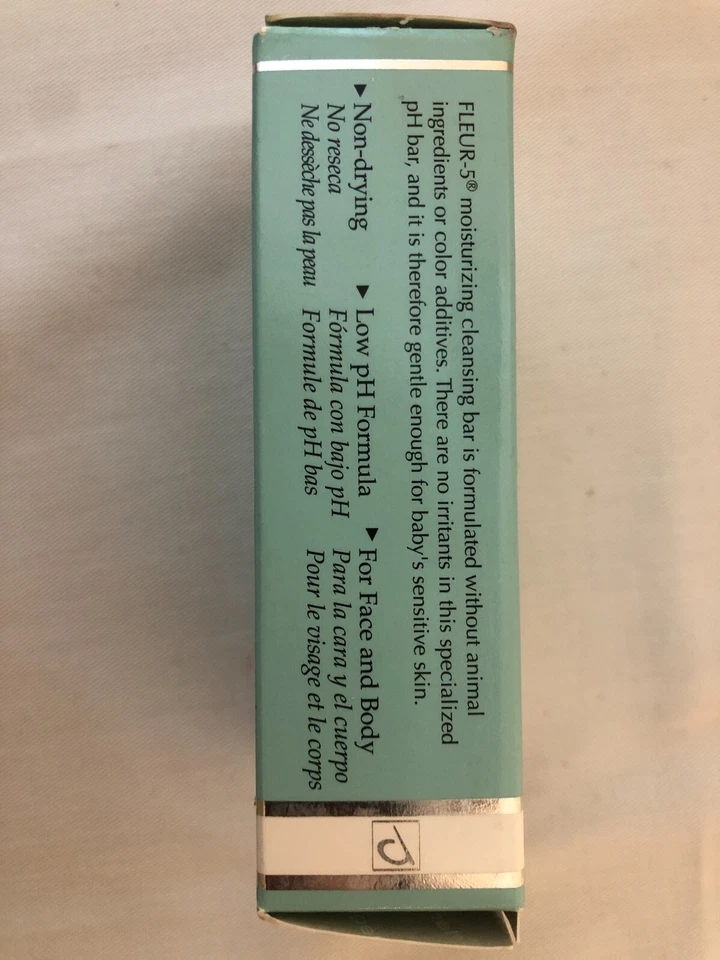 FLEUR-5® moisturizing cleansing bar is formulated without animal
ingredients or color additives. There are no irritants in this specialized
pH bar, and it is therefore gentle enough for baby's sensitive skin.
▶ Non-drying
No reseca
Ne dessèche pas la peau
▶ Low pH Formula
Fórmula con bajo pH
Formule de pH bas
▶ For Face and Body
Para la cara y el cuerpo
Pour le visage et le corps